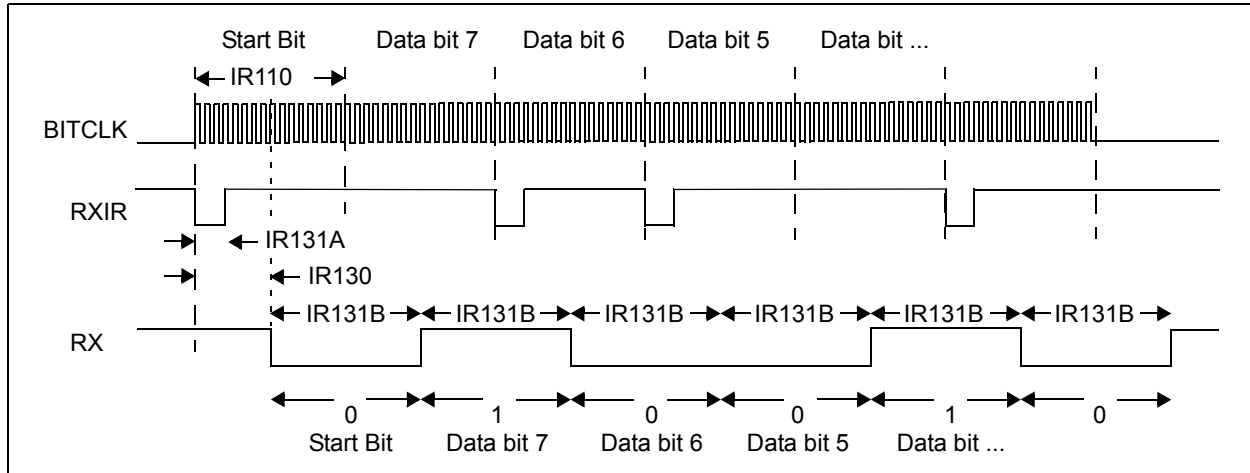 Start Bit Data bit 7 Data bit 6 Data bit 5 Data bit ...
IR110
BITCLK
RXIR
IR131A
IR130
IR131B IR131B IR131B IR131B IR131B IR131B
RX
0 1 0 0 1 0
Start Bit Data bit 7 Data bit 6 Data bit 5 Data bit ...